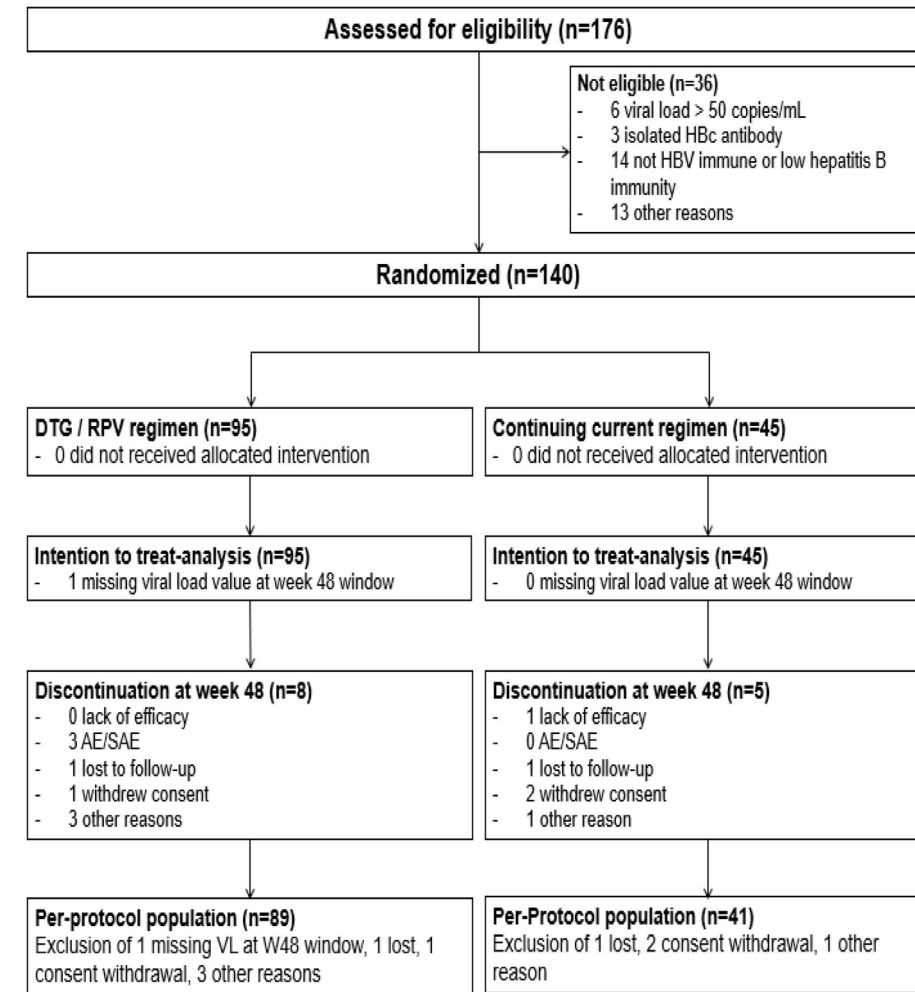 Assessed for eligibility (n=176)
Not eligible (n=36)
- 6 viral load > 50 copies/mL
- 3 isolated HBc antibody
- 14 not HBV immune or low hepatitis B
immunity
- 13 other reasons
Randomized (n=140)
DTG / RPV regimen (n=95)
- 0 did not received allocated intervention
Continuing current regimen (n=45)
- 0 did not received allocated intervention
Intention to treat-analysis (n=95)
- 1 missing viral load value at week 48 window
Intention to treat-analysis (n=45)
- 0 missing viral load value at week 48 window
Discontinuation at week 48 (n=8)
- 0 lack of efficacy
- 3 AE/SAE
- 1 lost to follow-up
- 1 withdrew consent
- 3 other reasons
Discontinuation at week 48 (n=5)
- 1 lack of efficacy
- 0 AE/SAE
- 1 lost to follow-up
- 2 withdrew consent
- 1 other reason
Per-protocol population (n=89)
Exclusion of 1 missing VL at W48 window, 1 lost, 1
consent withdrawal, 3 other reasons
Per-Protocol population (n=41)
Exclusion of 1 lost, 2 consent withdrawal, 1 other
reason